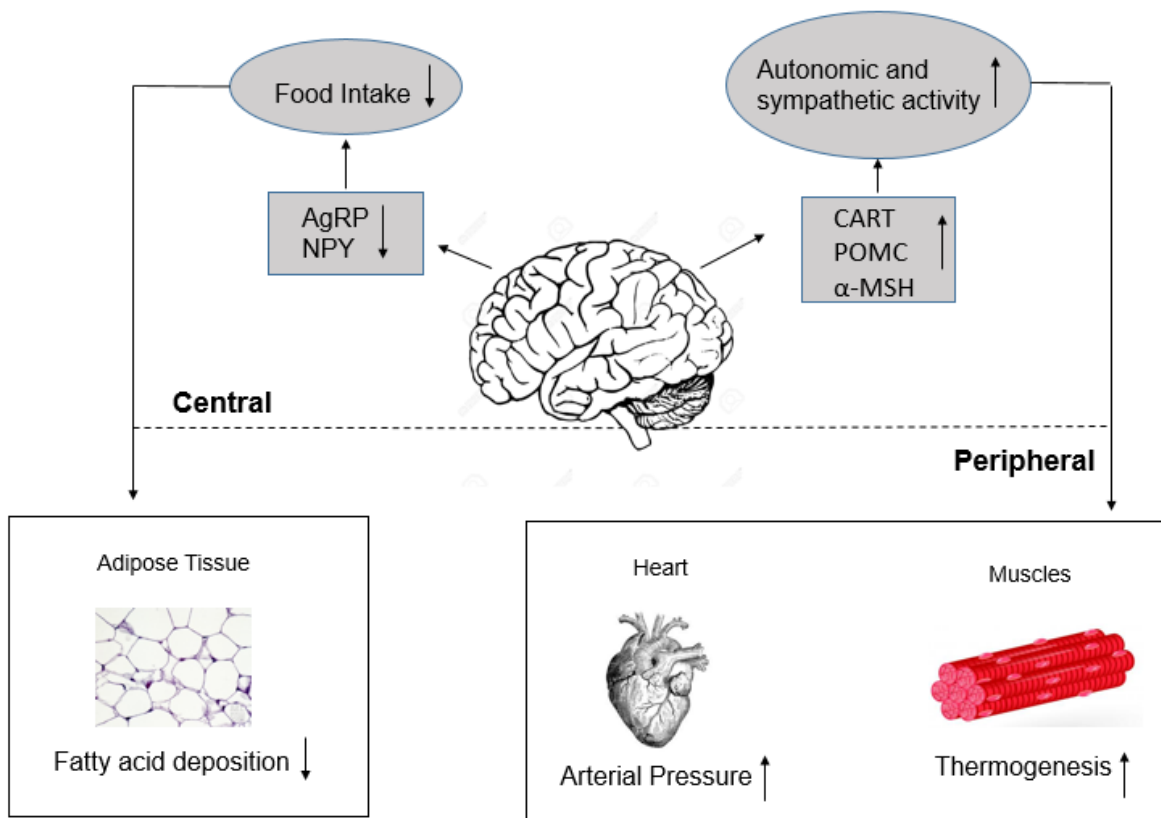 Food Intake
Autonomic and
sympathetic activity
AgRP
NPY
CART
POMC
α-MSH
Central
Peripheral
Adipose Tissue
Heart
Muscles
Fatty acid deposition
Arterial Pressure
Thermogenesis